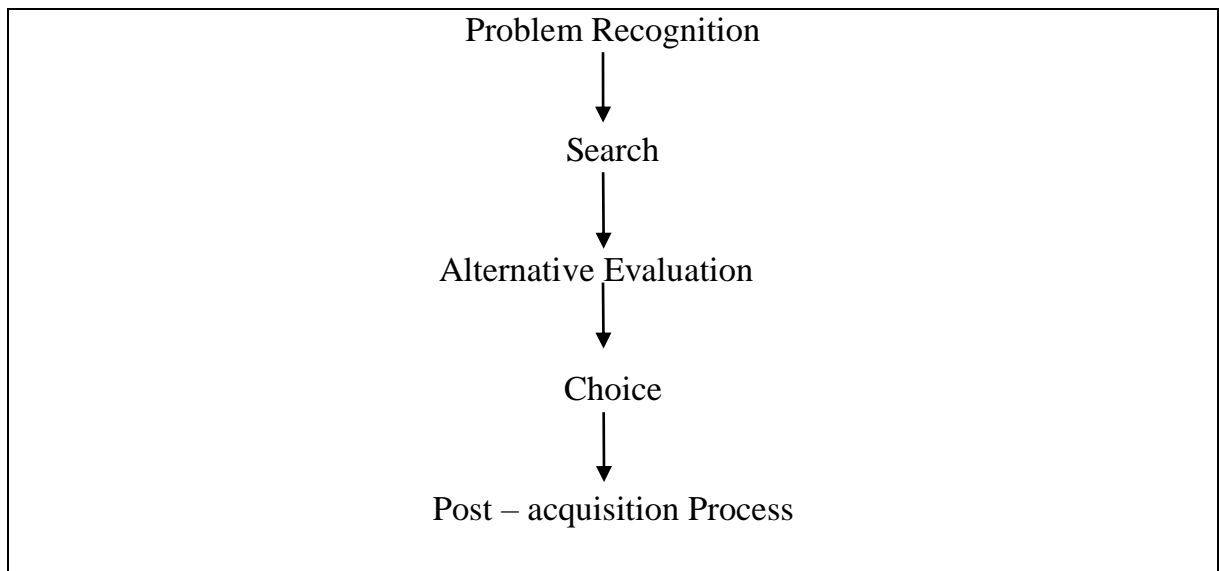 Problem Recognition
Search
Alternative Evaluation
Choice
Post – acquisition Process